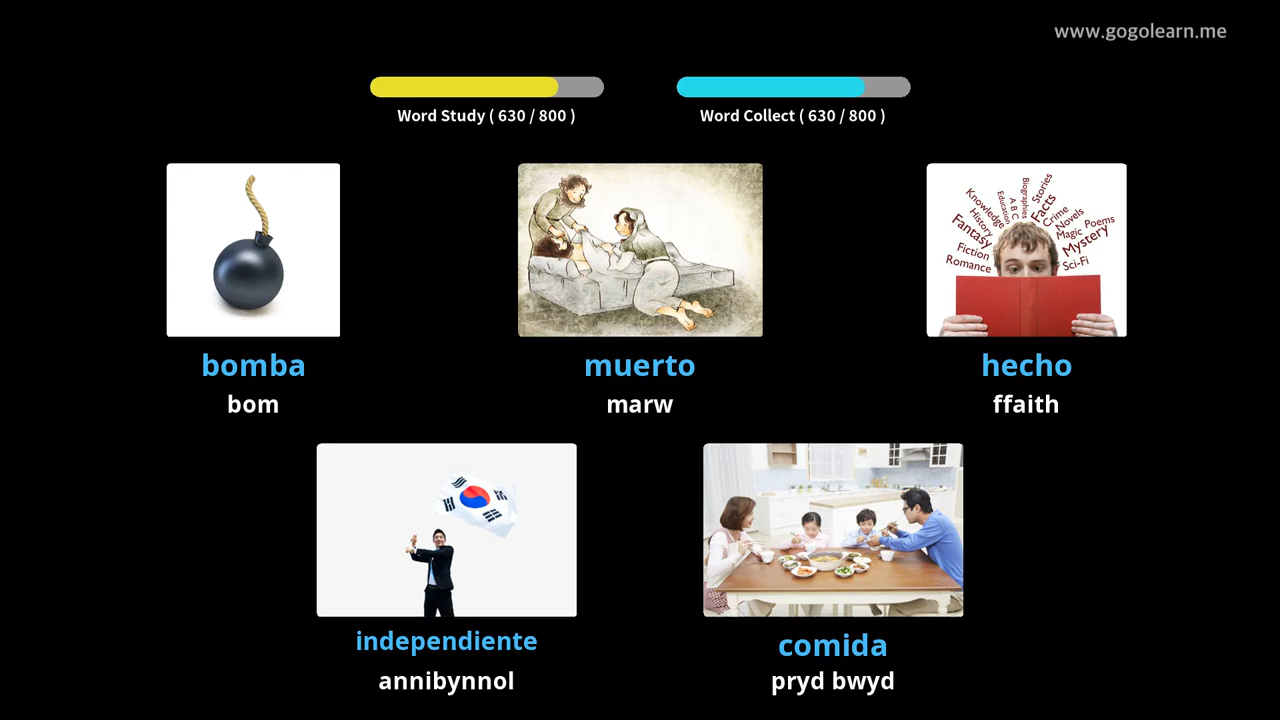 www.gogolearn.me
Word Study ( 630 / 800 )
Word Collect ( 630 / 800 )
Knowledge
History
Fantasy
Fiction
Romance
Education
A B C
Biographies
Stories
Facts
Crime
Novels
Magic
Poems
Mystery
Sci-Fi
bomba
muerto
hecho
bom
marw
ffaith
independiente
comida
annibynnol
pryd bwyd